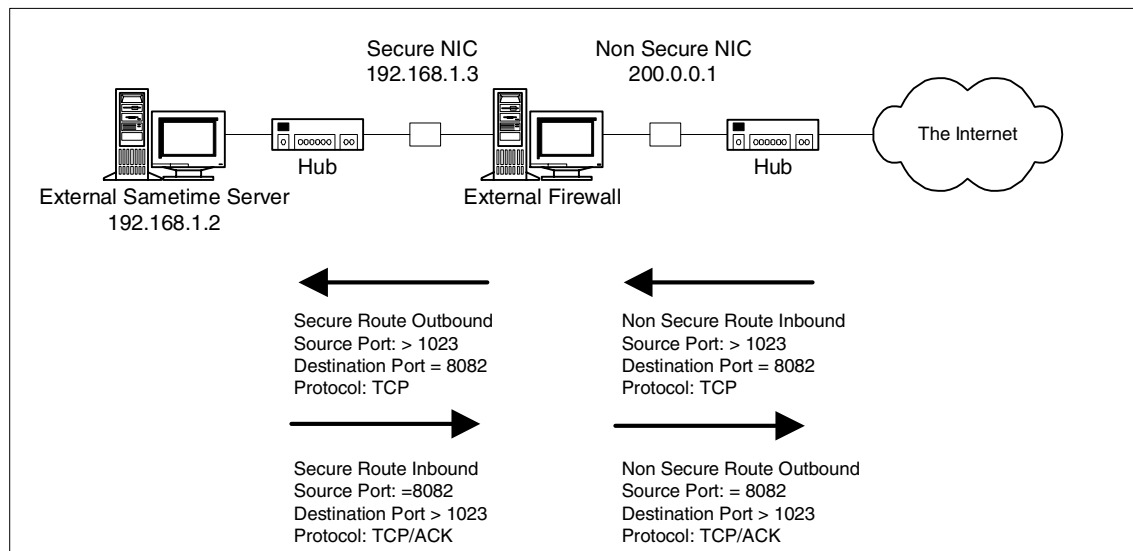 Secure NIC
192.168.1.3
Non Secure NIC
200.0.0.1
The Internet
Hub
Hub
External Sametime Server
192.168.1.2
External Firewall
Secure Route Outbound
Source Port: > 1023
Destination Port = 8082
Protocol: TCP
Non Secure Route Inbound
Source Port: > 1023
Destination Port = 8082
Protocol: TCP
Secure Route Inbound
Source Port: =8082
Destination Port > 1023
Protocol: TCP/ACK
Non Secure Route Outbound
Source Port: = 8082
Destination Port > 1023
Protocol: TCP/ACK